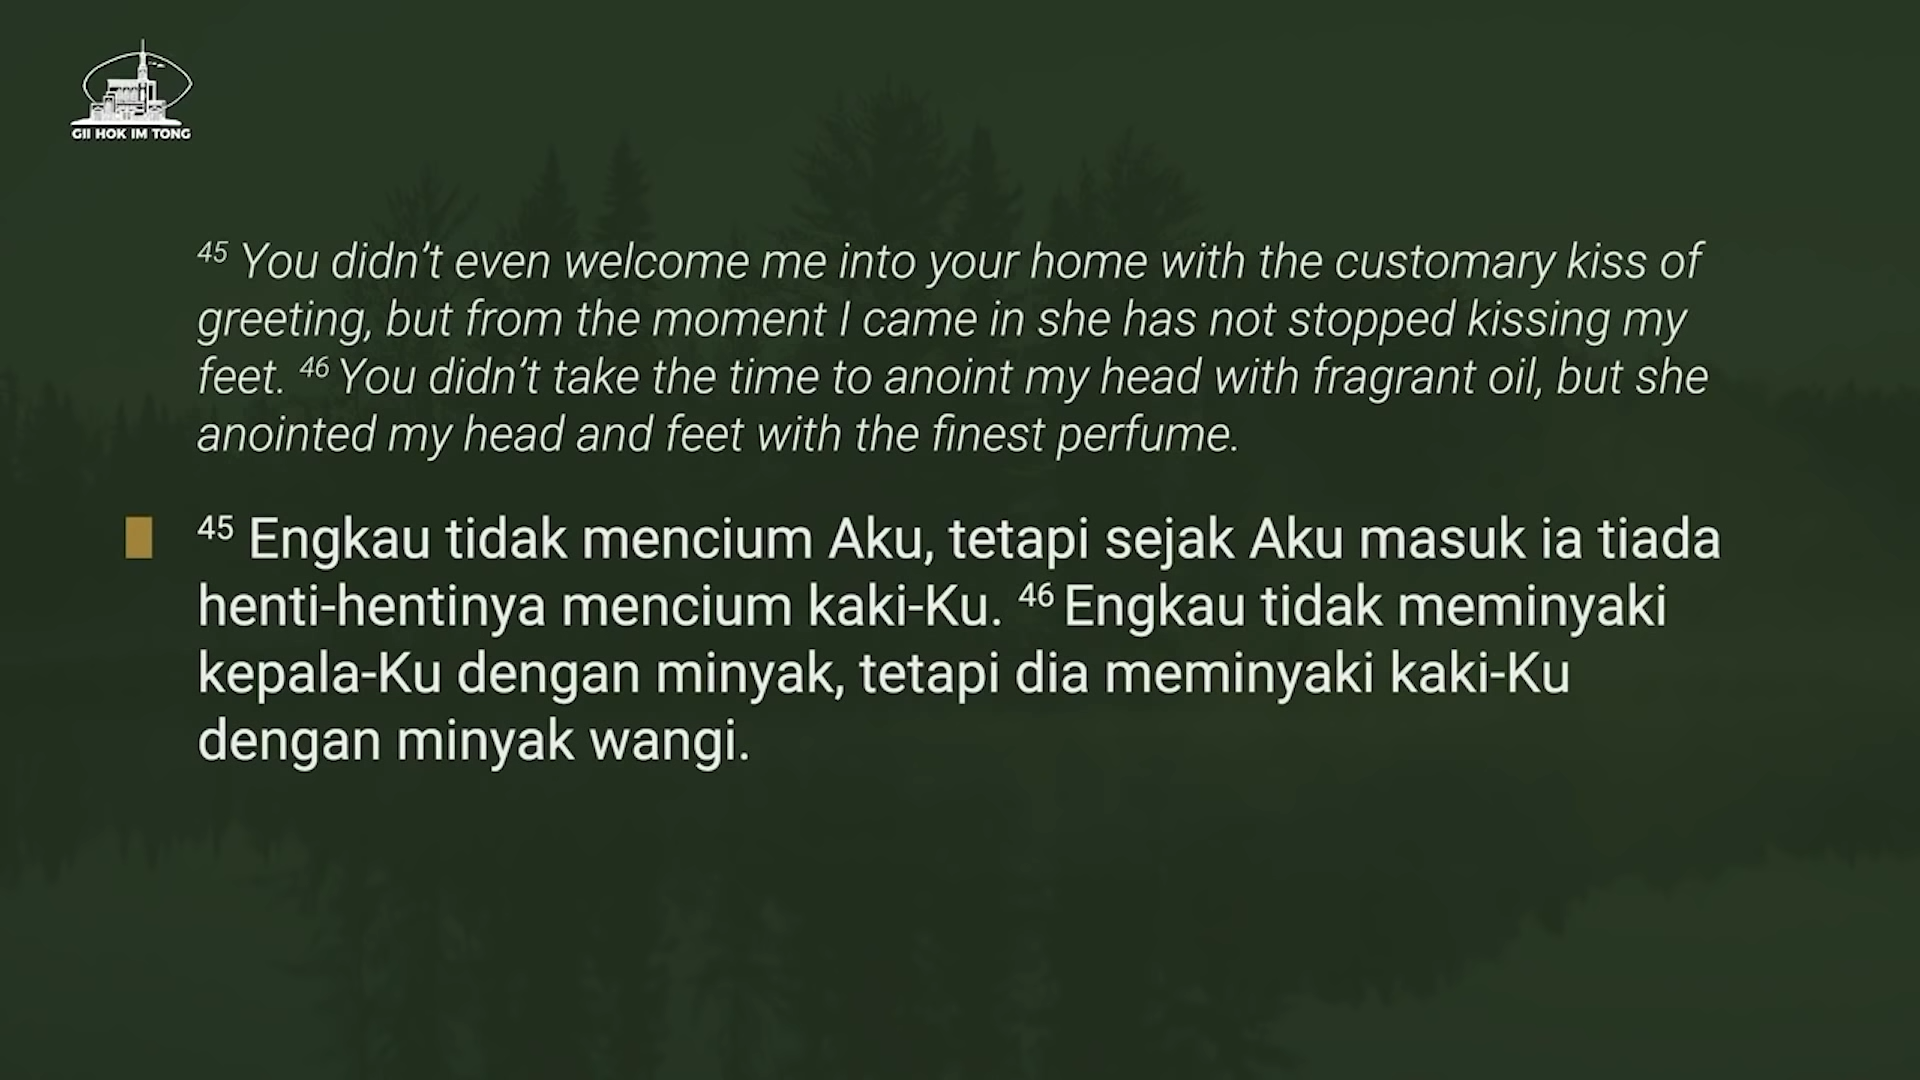 GII HOK IM TONG
45 You didn’t even welcome me into your home with the customary kiss of
greeting, but from the moment I came in she has not stopped kissing my
feet. 46 You didn’t take the time to anoint my head with fragrant oil, but she
anointed my head and feet with the finest perfume.
45 Engkau tidak mencium Aku, tetapi sejak Aku masuk ia tiada
henti-hentinya mencium kaki-Ku. 46 Engkau tidak meminyaki
kepala-Ku dengan minyak, tetapi dia meminyaki kaki-Ku
dengan minyak wangi.